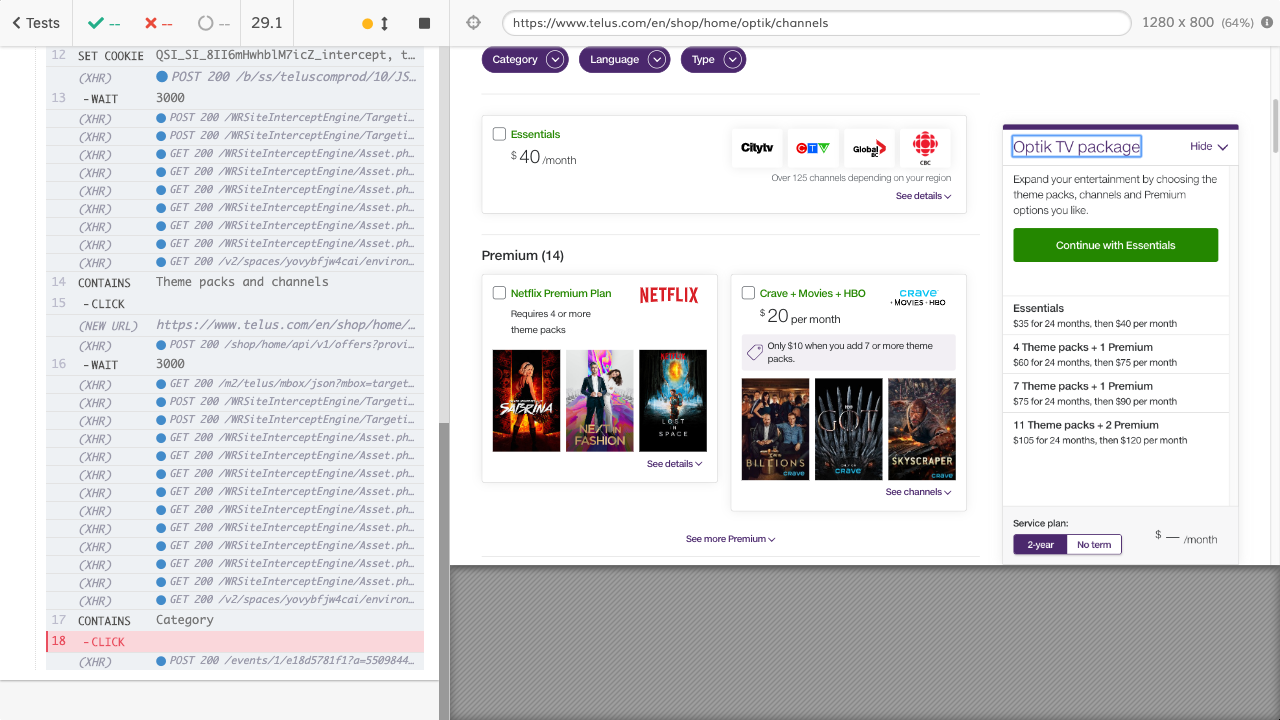 Tests
--
--
--
29.1
https://www.telus.com/en/shop/home/optik/channels
1280 x 800 (64%)
12 SET COOKIE QSI_SI_8II6mHwhblM7icZ_intercept, t…
(XHR) POST 200 /b/ss/teluscomprod/10/JS…
13 -WAIT 3000
(XHR) POST 200 /WRSiteInterceptEngine/Targeti…
(XHR) POST 200 /WRSiteInterceptEngine/Targeti…
(XHR) GET 200 /WRSiteInterceptEngine/Asset.ph…
(XHR) GET 200 /WRSiteInterceptEngine/Asset.ph…
(XHR) GET 200 /WRSiteInterceptEngine/Asset.ph…
(XHR) GET 200 /WRSiteInterceptEngine/Asset.ph…
(XHR) GET 200 /WRSiteInterceptEngine/Asset.ph…
(XHR) GET 200 /WRSiteInterceptEngine/Asset.ph…
(XHR) GET 200 /v2/spaces/yovybfjw4cai/environ…
14 CONTAINS Theme packs and channels
15 -CLICK
(NEW URL) https://www.telus.com/en/shop/home/…
(XHR) POST 200 /shop/home/api/v1/offers?provi…
16 -WAIT 3000
(XHR) GET 200 /m2/telus/mbox/json?mbox=target…
(XHR) POST 200 /WRSiteInterceptEngine/Targeti…
(XHR) POST 200 /WRSiteInterceptEngine/Targeti…
(XHR) GET 200 /WRSiteInterceptEngine/Asset.ph…
(XHR) GET 200 /WRSiteInterceptEngine/Asset.ph…
(XHR) GET 200 /WRSiteInterceptEngine/Asset.ph…
(XHR) GET 200 /WRSiteInterceptEngine/Asset.ph…
(XHR) GET 200 /WRSiteInterceptEngine/Asset.ph…
(XHR) GET 200 /WRSiteInterceptEngine/Asset.ph…
(XHR) GET 200 /WRSiteInterceptEngine/Asset.ph…
(XHR) GET 200 /WRSiteInterceptEngine/Asset.ph…
(XHR) GET 200 /WRSiteInterceptEngine/Asset.ph…
(XHR) GET 200 /v2/spaces/yovybfjw4cai/environ…
17 CONTAINS Category
18 -CLICK
(XHR) POST 200 /events/1/e18d5781f1?a=5509844…
Category
Language
Type
Essentials
$ 40 /month
Citytv
CTV
Global BC
CBC
Over 125 channels depending on your region
See details
Premium (14)
Netflix Premium Plan
NETFLIX
Requires 4 or more
theme packs
SABRINA
NEXT IN
FASHION
LOST
IN
SPACE
See details
Crave + Movies + HBO
CRAVE
+ MOVIES + HBO
$ 20 per month
Only $10 when you add 7 or more theme
packs.
BILLIONS
CRAVE
GOT
CRAVE
SKYSCRAPER
CRAVE
See channels
See more Premium
Optik TV package
Hide
Expand your entertainment by choosing the
theme packs, channels and Premium
options you like.
Continue with Essentials
Essentials
$35 for 24 months, then $40 per month
4 Theme packs + 1 Premium
$60 for 24 months, then $75 per month
7 Theme packs + 1 Premium
$75 for 24 months, then $90 per month
11 Theme packs + 2 Premium
$105 for 24 months, then $120 per month
Service plan:
2-year
No term
$ — /month